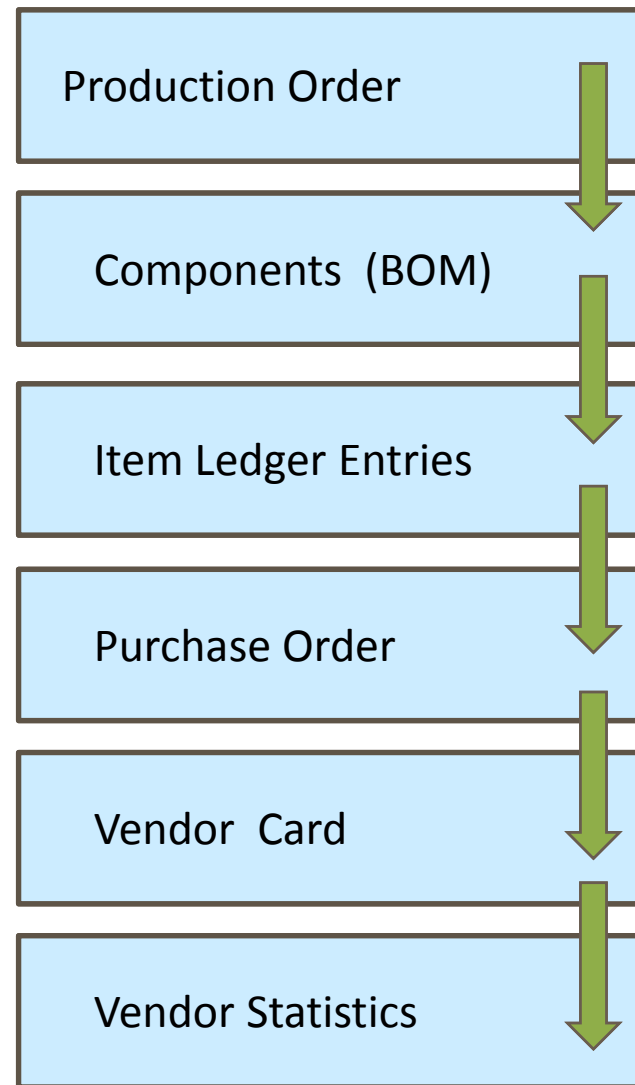 Production Order
Components (BOM)
Item Ledger Entries
Purchase Order
Vendor Card
Vendor Statistics